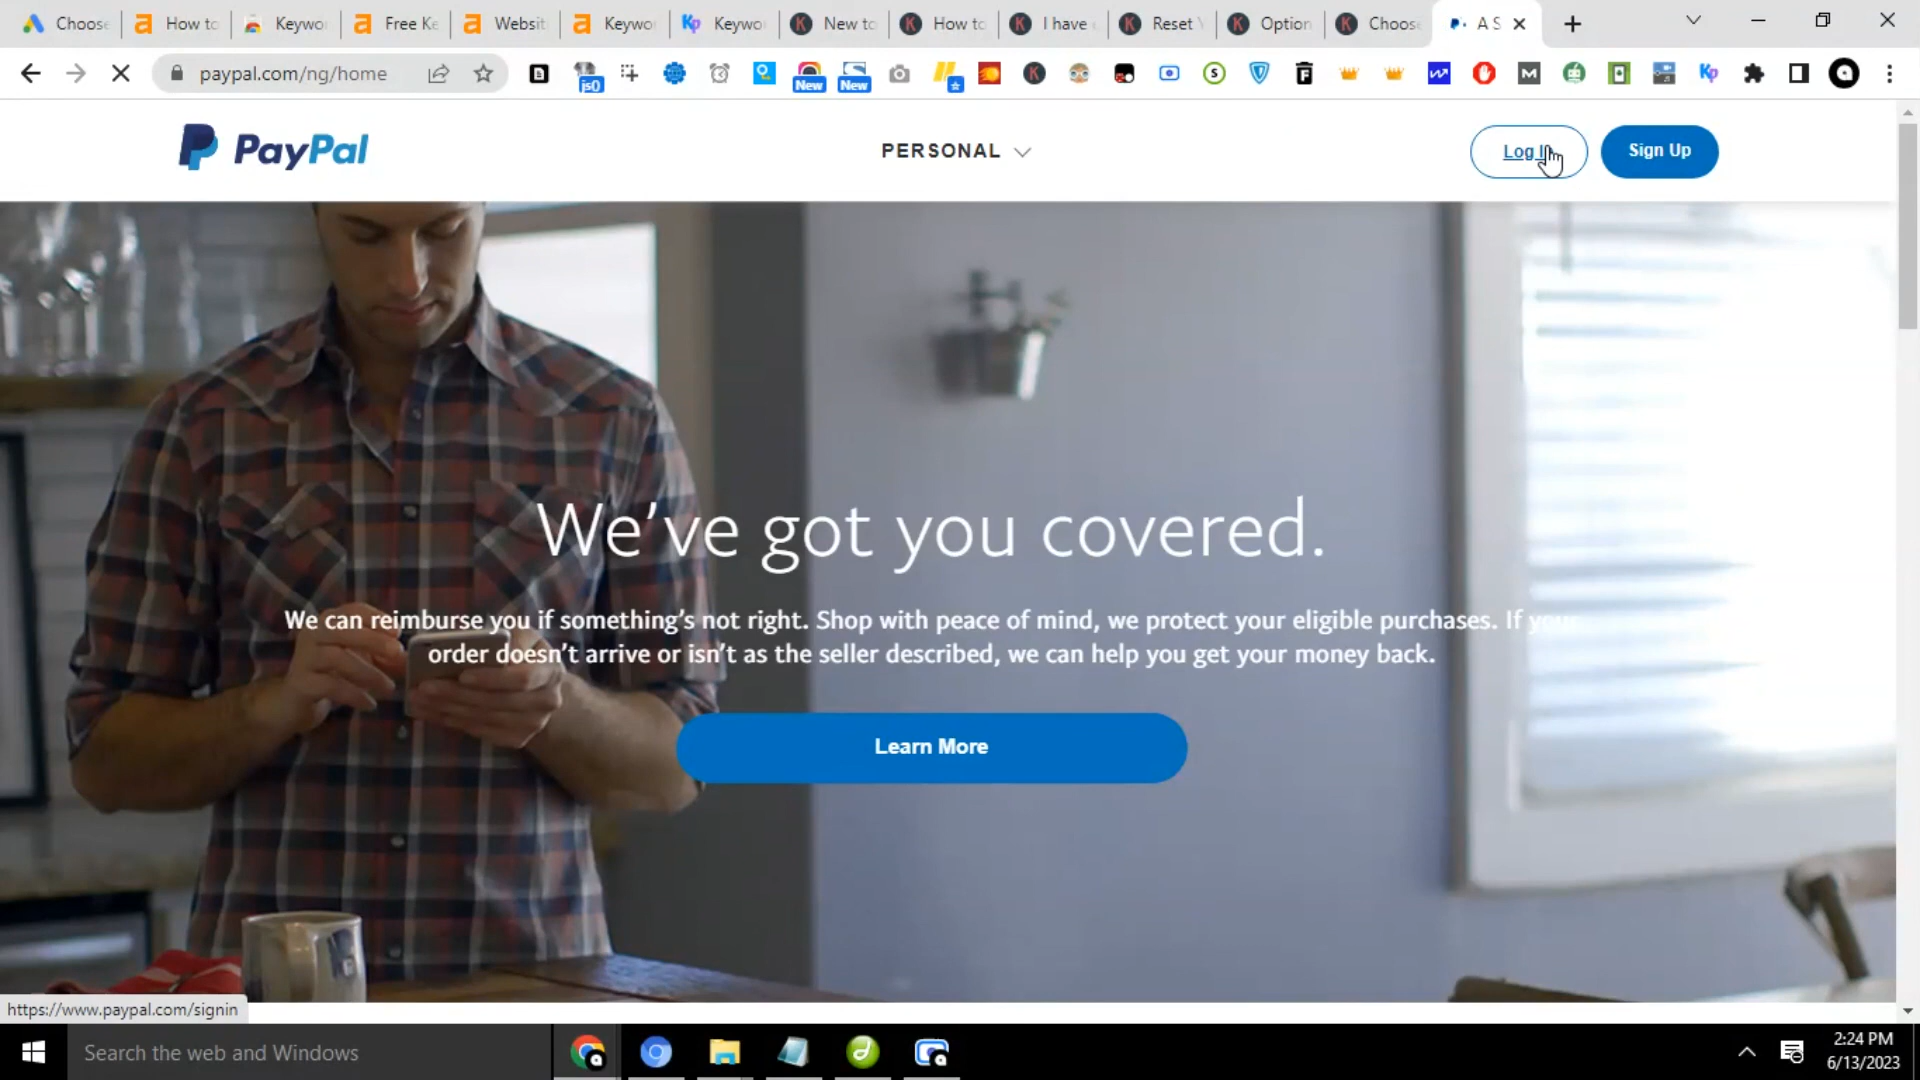 Choose
How to
Keywo
Free Ke
Websit
Keywo
Keywo
New to
How to
I have
Reset
Option
Choose
A S
paypal.com/ng/home
js()
New
New
PayPal
PERSONAL
Log In
Sign Up
We've got you covered.
We can reimburse you if something's not right. Shop with peace of mind, we protect your eligible purchases. If your
order doesn't arrive or isn't as the seller described, we can help you get your money back.
Learn More
https://www.paypal.com/signin
Search the web and Windows
2:24 PM
6/13/2023